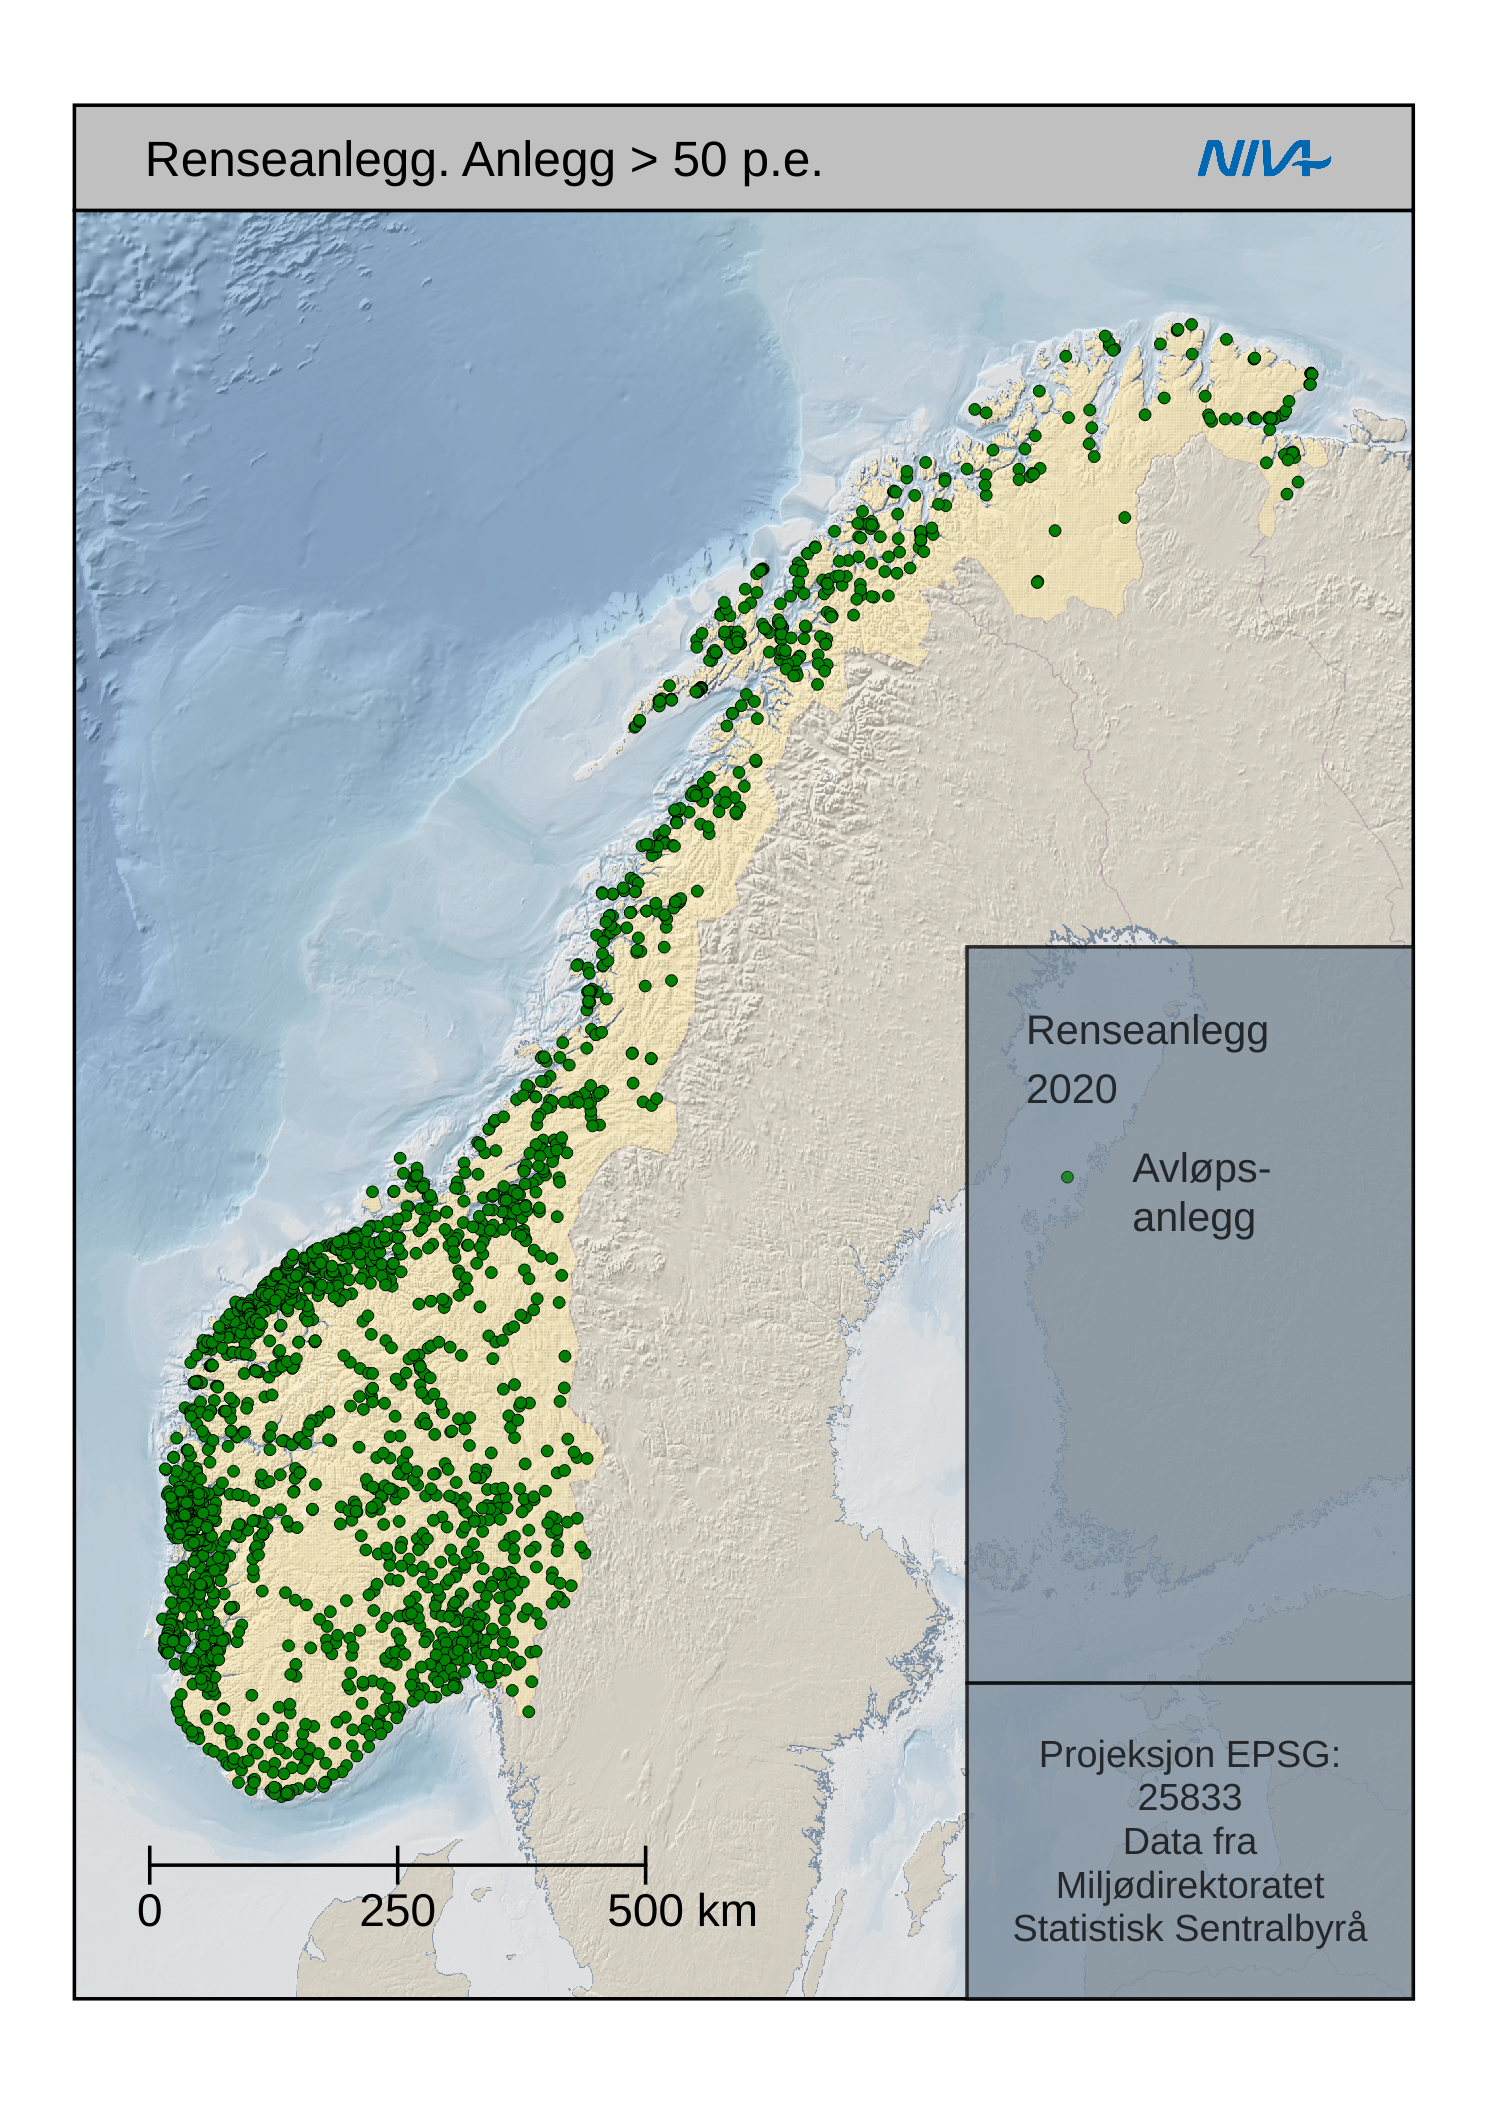 Renseanlegg. Anlegg > 50 p.e.
NIVA
Renseanlegg
2020
Avløps-
anlegg
Projeksjon EPSG:
25833
Data fra
Miljødirektoratet
Statistisk Sentralbyrå
0
250
500 km